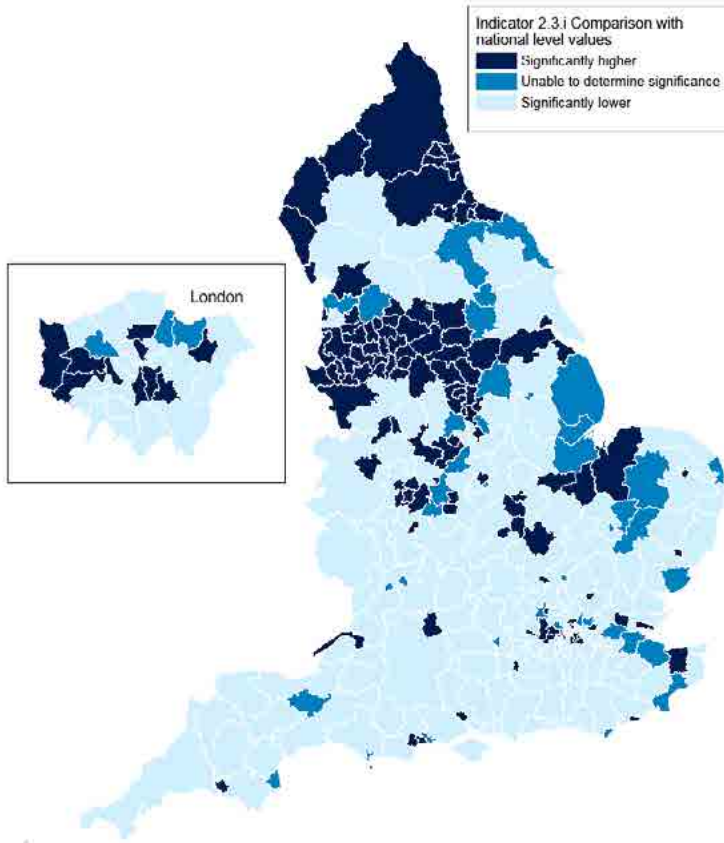 Indicator 2.3.i Comparison with
national level values
Significantly higher
Unable to determine significance
Significantly lower
London